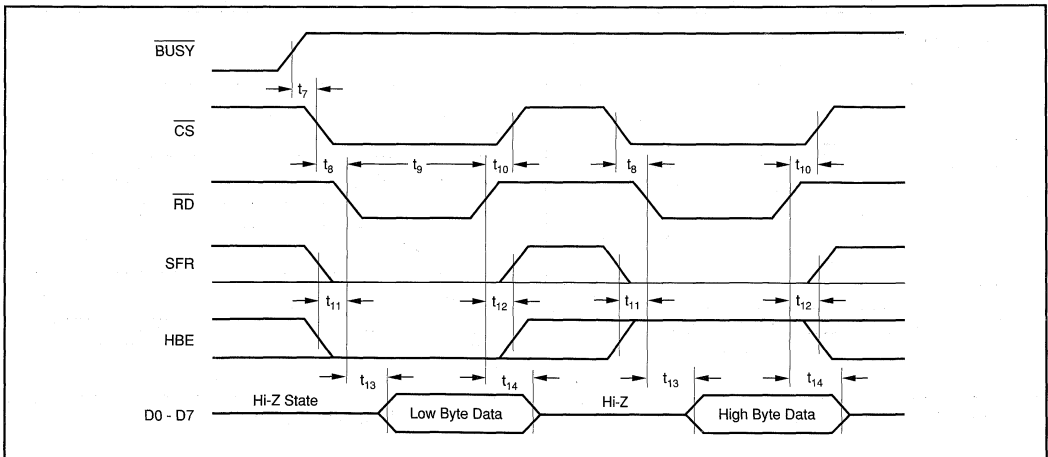 BUSY
t7
CS
t8 t9 t10 t8 t10
RD
SFR
t11 t12 t11 t12
HBE
t13 t14 t13 t14
D0 - D7 Hi-Z State Low Byte Data Hi-Z High Byte Data